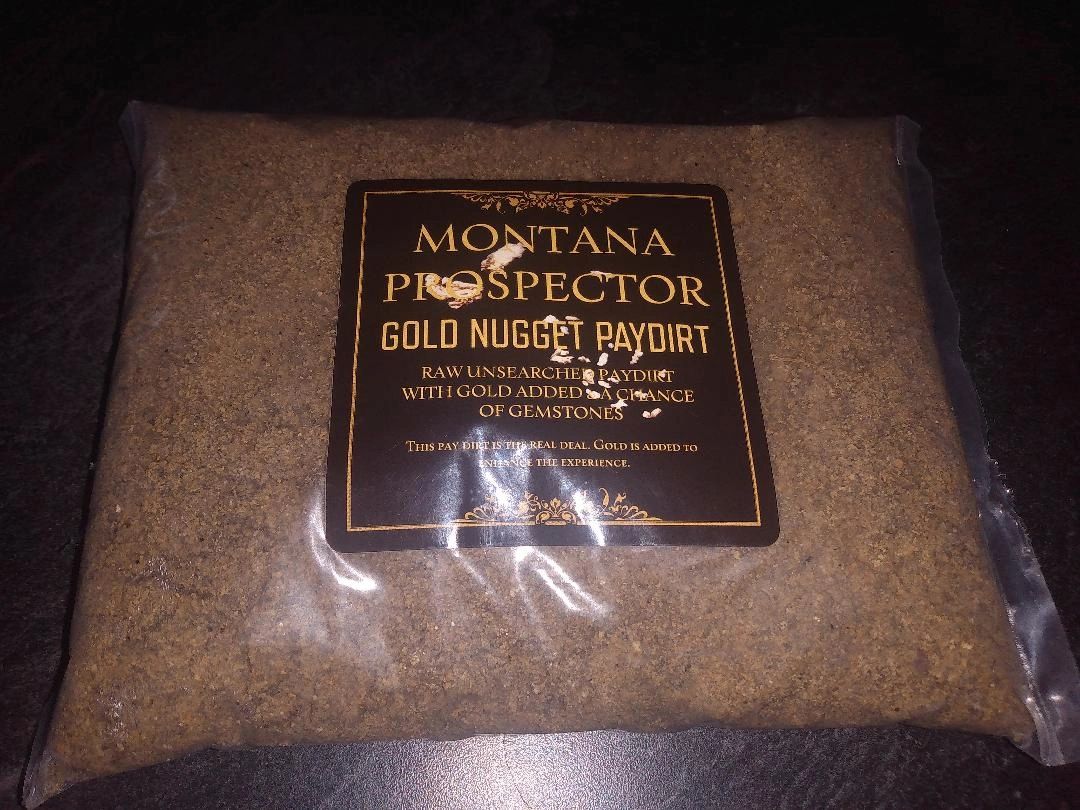 MONTANA
PROSPECTOR
GOLD NUGGET PAYDIRT
RAW UNSEARCHED PAYDIRT
WITH GOLD ADDED & A CHANCE
OF GEMSTONES
THIS PAY DIRT IS THE REAL DEAL. GOLD IS ADDED TO
ENHANCE THE EXPERIENCE.